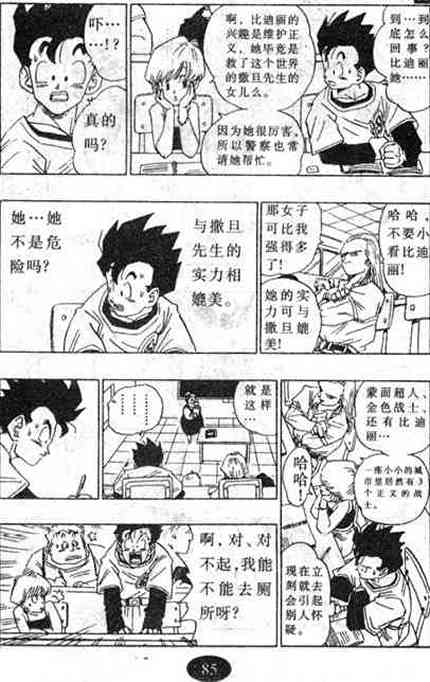 到…到
底怎么
回事？
比迪丽
她……
啊，比迪丽的
兴趣是维护正
义，她毕竟是
救了这个世界
的撒旦先生的
女儿么。
因为她很厉害，
所以警察也常
请她帮忙。
吓…
…！？
真的
吗？
哈哈，
不要小
看比迪
丽！
那女子
可比我
强得多
了！
她的实
力可与
撒旦媲
美！
与撒旦
先生的
实力相
媲美。
她…她
不是危
险吗？
蒙面超人、
金色战士、
还有比迪
丽…
一座小小的城
市里居然有3
个正义的战
士。
哈哈！
现在立
刻就去
会引起
别人怀
疑。
就是
这样
…
……
啊，对、对
不起，我能
不能去厕
所呀？
85